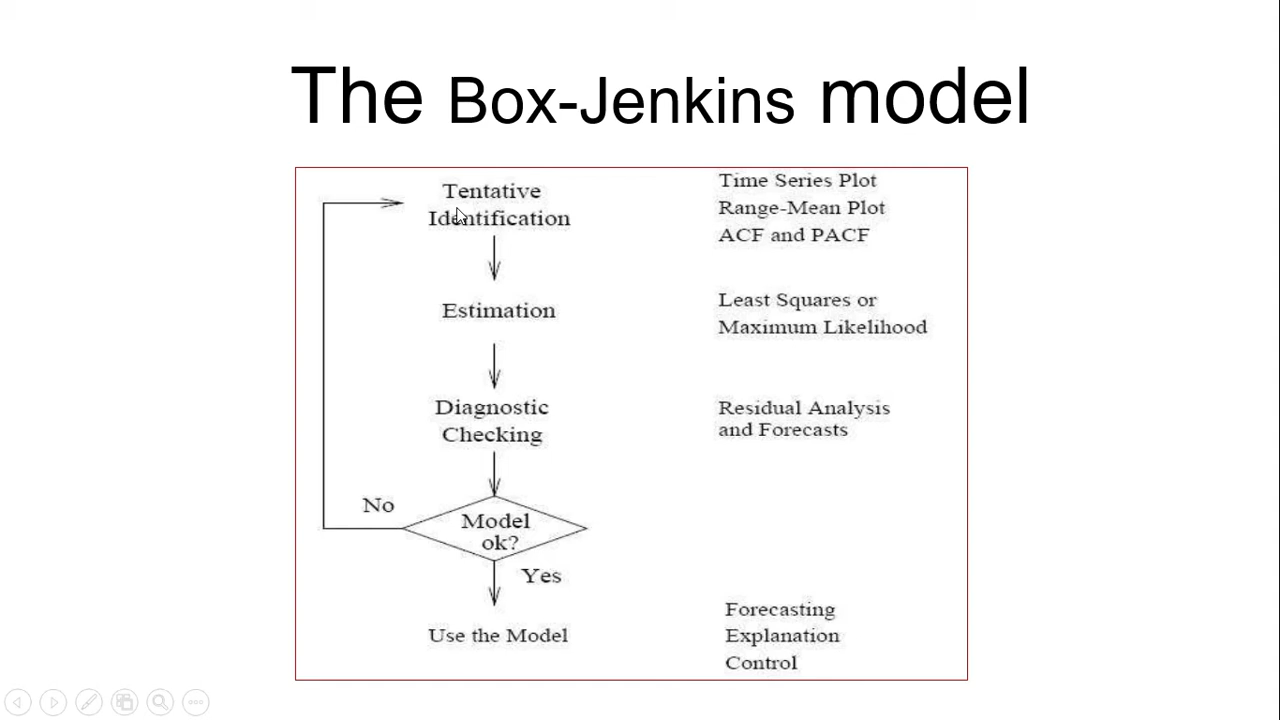 The Box-Jenkins model
Tentative
Identification
Time Series Plot
Range-Mean Plot
ACF and PACF
Estimation
Least Squares or
Maximum Likelihood
Diagnostic
Checking
Residual Analysis
and Forecasts
No
Model
ok?
Yes
Use the Model
Forecasting
Explanation
Control